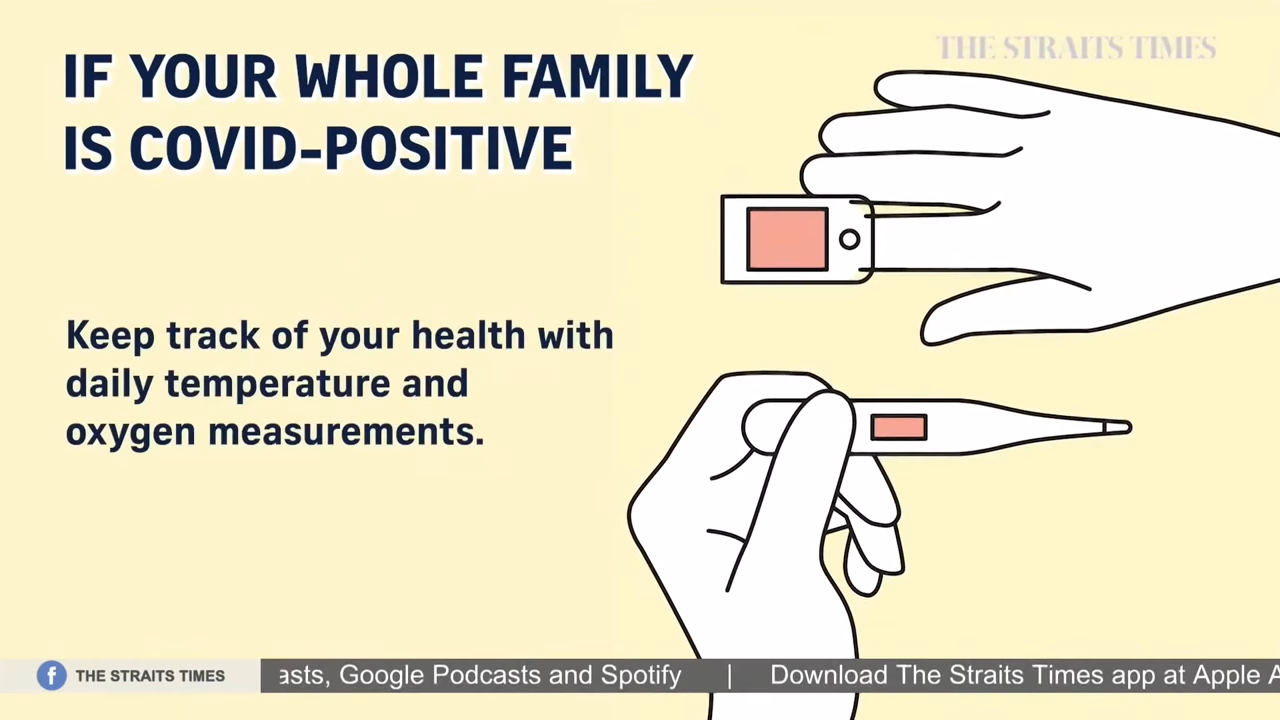 THE STRAITS TIMES
IF YOUR WHOLE FAMILY
IS COVID-POSITIVE
Keep track of your health with
daily temperature and
oxygen measurements.
f THE STRAITS TIMES
asts, Google Podcasts and Spotify | Download The Straits Times app at Apple A